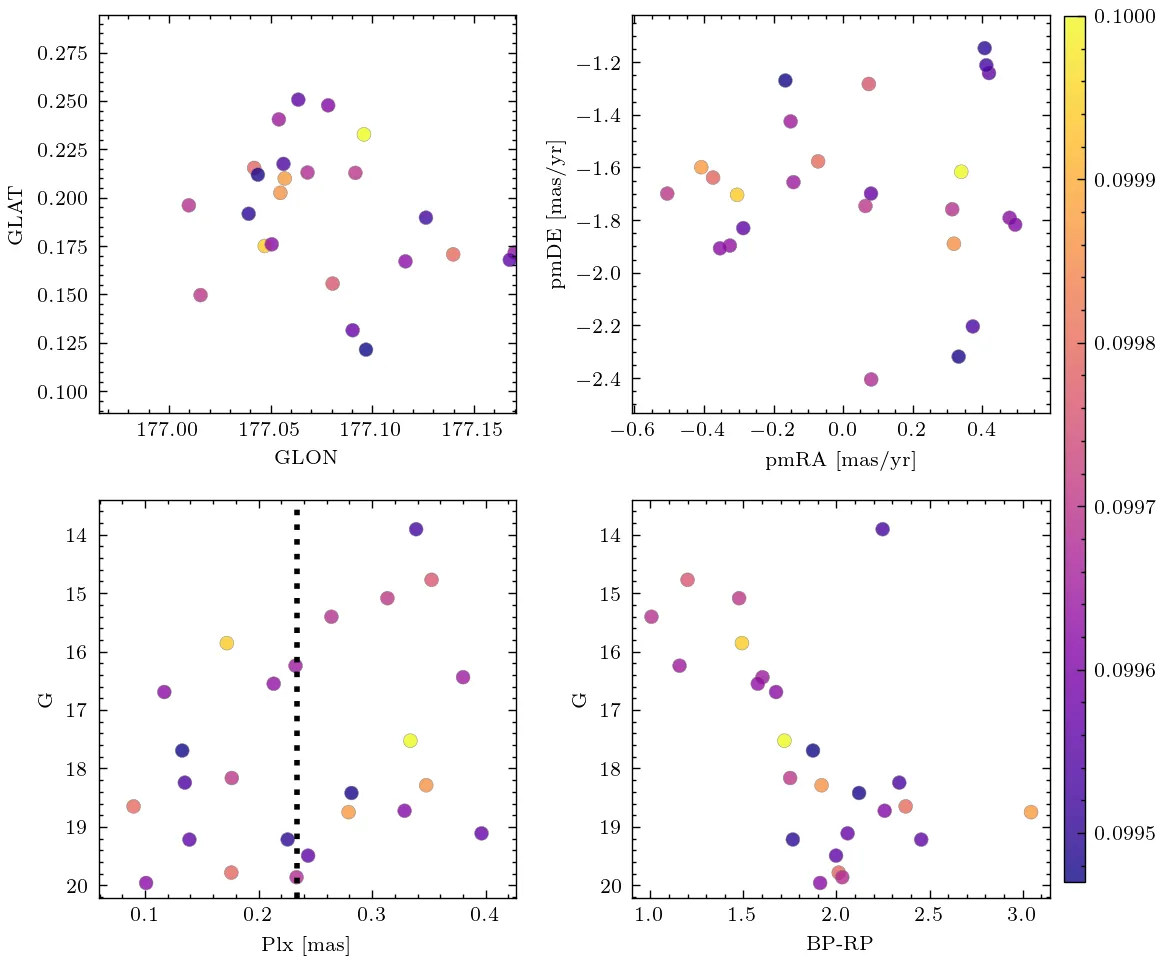 0.275
0.250
0.225
0.200
0.175
0.150
0.125
0.100
GLAT
177.00 177.05 177.10 177.15
GLON
−1.2
−1.4
−1.6
−1.8
−2.0
−2.2
−2.4
pmDE [mas/yr]
−0.6 −0.4 −0.2 0.0 0.2 0.4
pmRA [mas/yr]
0.1000
0.0999
0.0998
0.0997
0.0996
0.0995
14
15
16
17
18
19
20
G
0.1 0.2 0.3 0.4
Plx [mas]
14
15
16
17
18
19
20
G
1.0 1.5 2.0 2.5 3.0
BP-RP